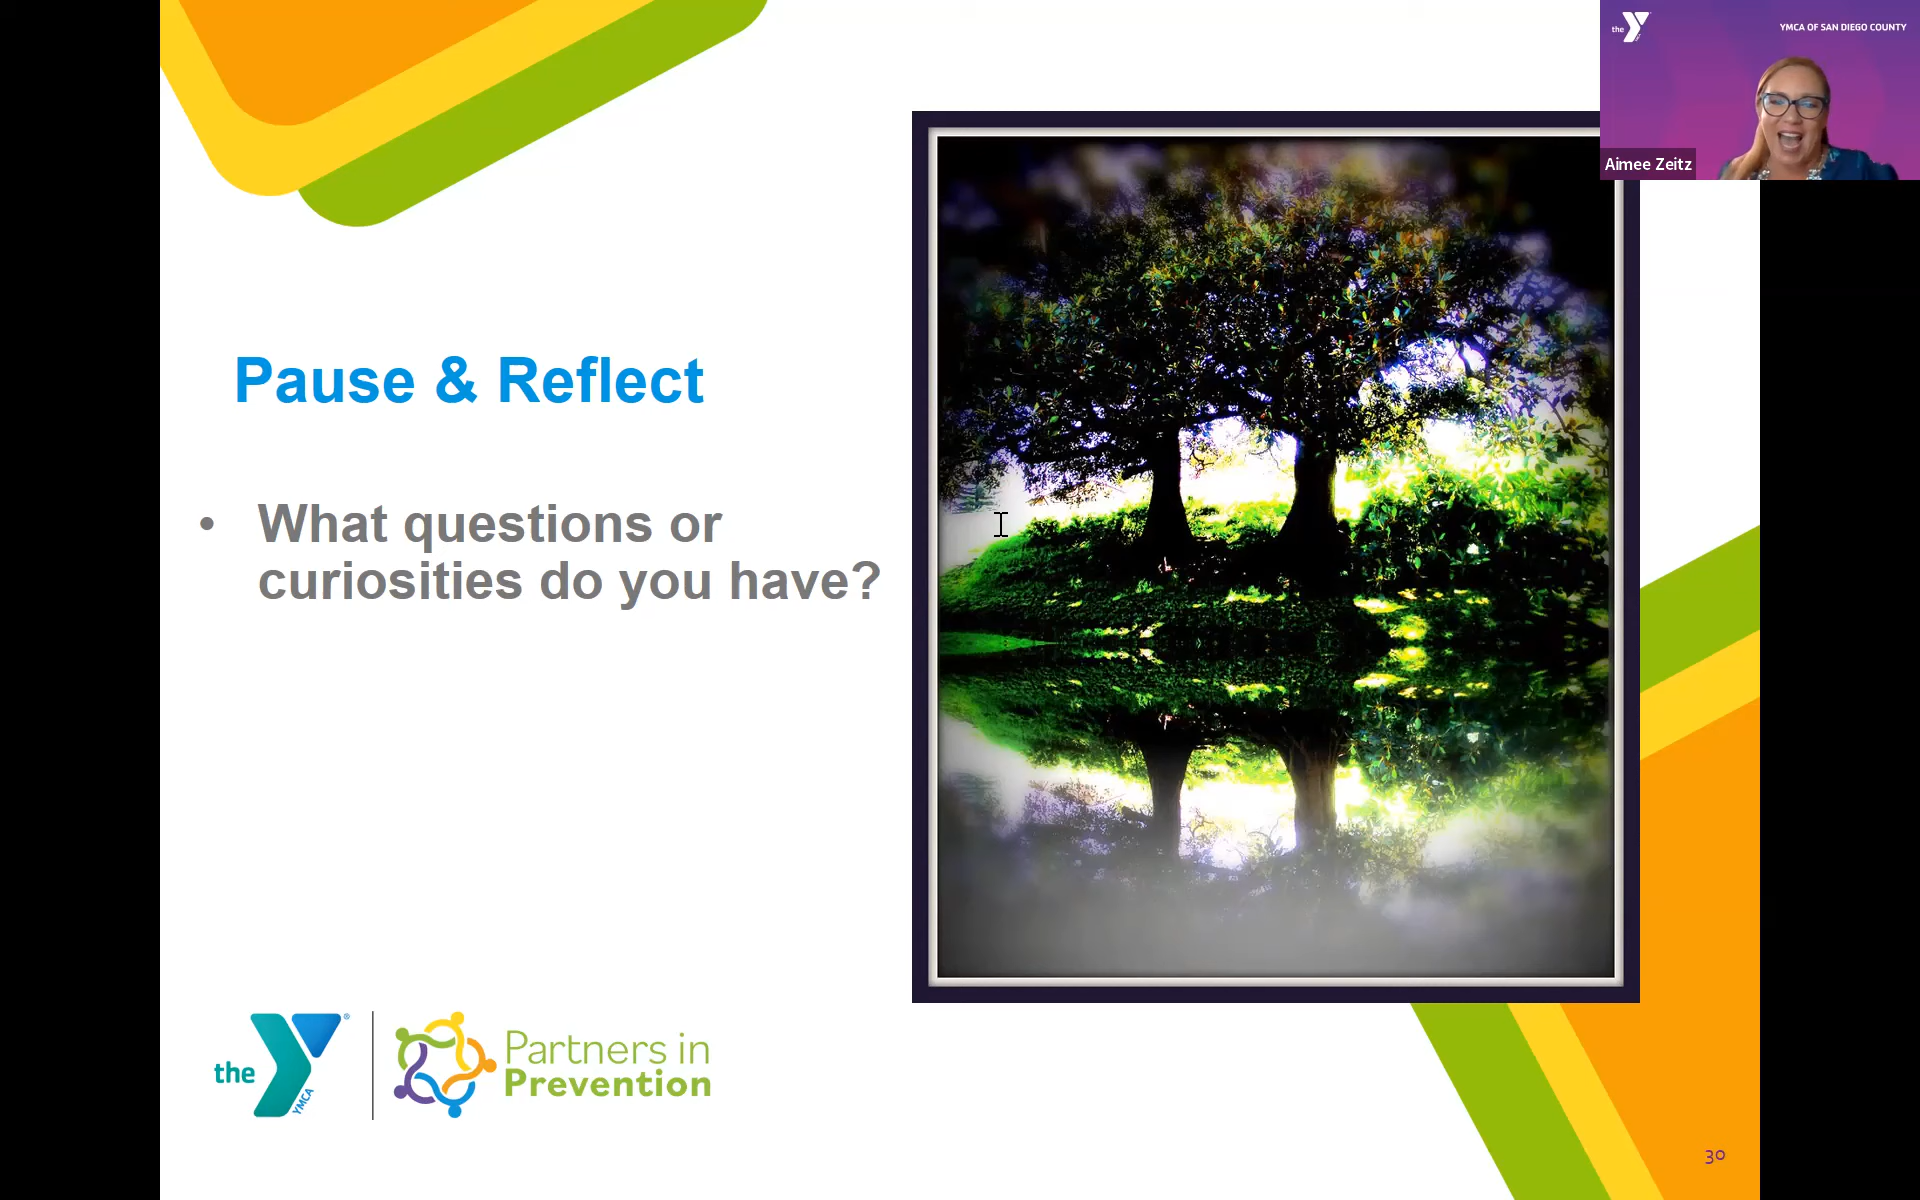 the
YMCA OF SAN DIEGO COUNTY
Aimee Zeitz
Pause & Reflect
• What questions or
curiosities do you have?
the
YMCA
®
Partners in
Prevention
30